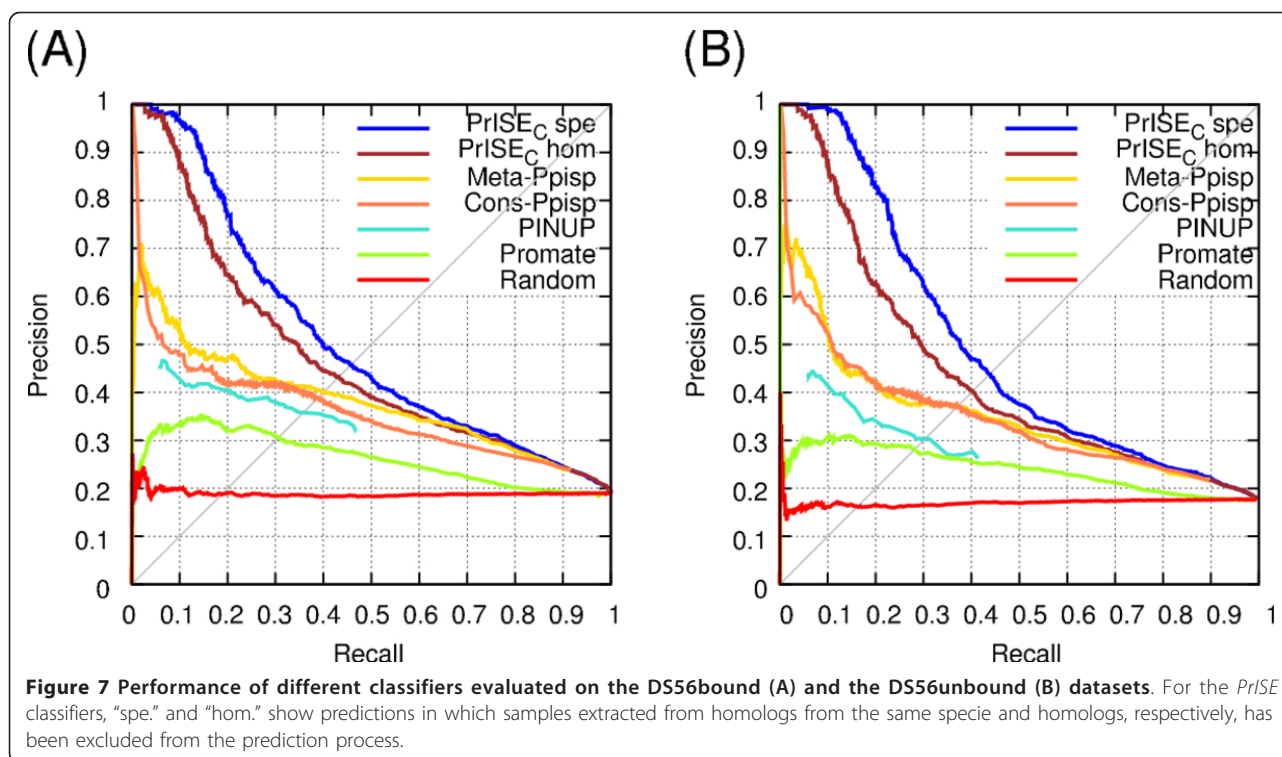 (A)
1
0.9
0.8
0.7
0.6
0.5
0.4
0.3
0.2
0.1
0
Precision
PrISE_C spe
PrISE_C hom
Meta-Ppisp
Cons-Ppisp
PINUP
Promate
Random
0 0.1 0.2 0.3 0.4 0.5 0.6 0.7 0.8 0.9 1
Recall
(B)
1
0.9
0.8
0.7
0.6
0.5
0.4
0.3
0.2
0.1
0
Precision
PrISE_C spe
PrISE_C hom
Meta-Ppisp
Cons-Ppisp
PINUP
Promate
Random
0 0.1 0.2 0.3 0.4 0.5 0.6 0.7 0.8 0.9 1
Recall
Figure 7 Performance of different classifiers evaluated on the DS56bound (A) and the DS56unbound (B) datasets. For the PrISE
classifiers, “spe.” and “hom.” show predictions in which samples extracted from homologs from the same specie and homologs, respectively, has
been excluded from the prediction process.